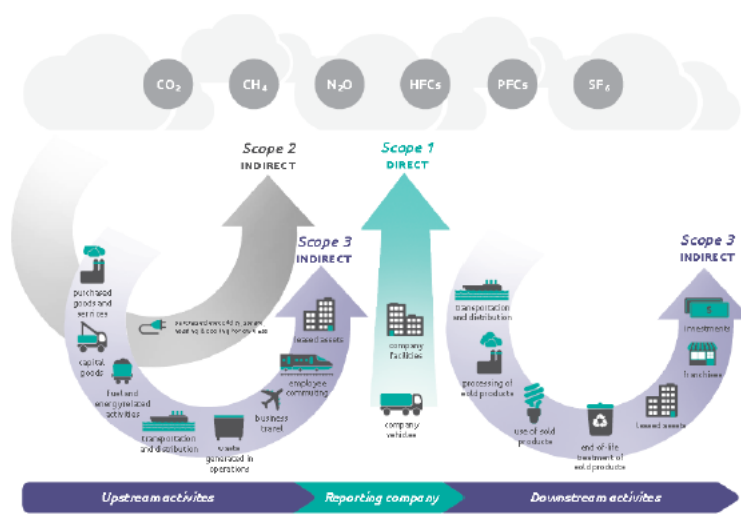 CO₂ CH₄ N₂O HFCs PFCs SF₆
Scope 2
INDIRECT
Scope 1
DIRECT
Scope 3
INDIRECT
Scope 3
INDIRECT
purchased
goods and
services
capital
goods
fuel and
energy related
activities
transportation
and distribution
waste
generated in
operations
business
travel
employee
commuting
leased assets
company
facilities
company
vehicles
transportation
and distribution
processing of
sold products
use of sold
products
end-of-life
treatment of
sold products
leased assets
franchises
investments
Upstream activites
Reporting company
Downstream activites